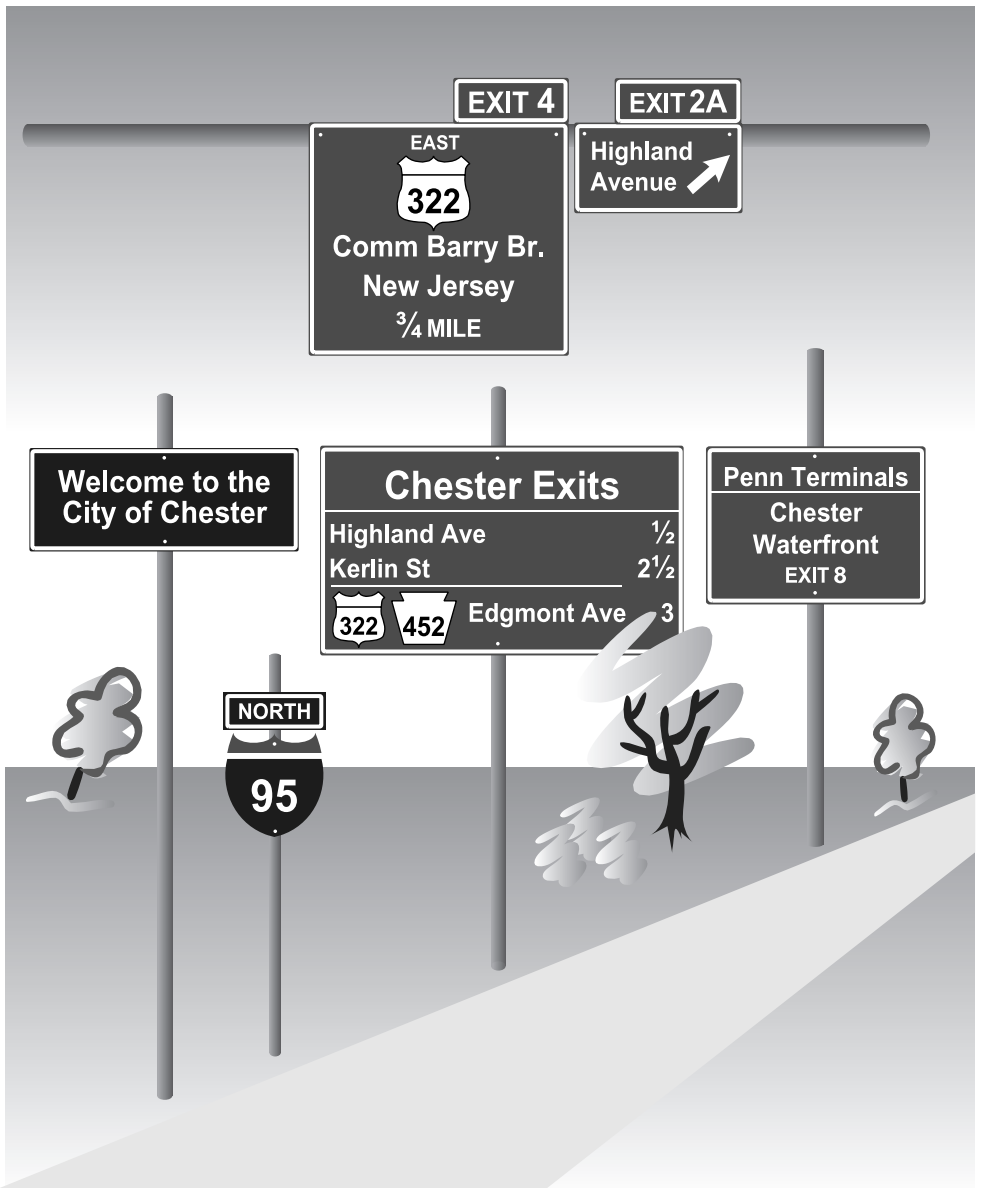 EXIT 4
EAST
322
Comm Barry Br.
New Jersey
¾ MILE
EXIT 2A
Highland
Avenue
Welcome to the
City of Chester
Chester Exits
Highland Ave ½
Kerlin St 2½
322 452 Edgmont Ave 3
Penn Terminals
Chester
Waterfront
EXIT 8
NORTH
95